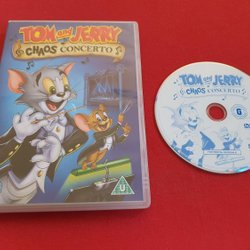 TOM and JERRY
CHAOS CONCERTO
U
TOM and JERRY
CHAOS CONCERTO
G